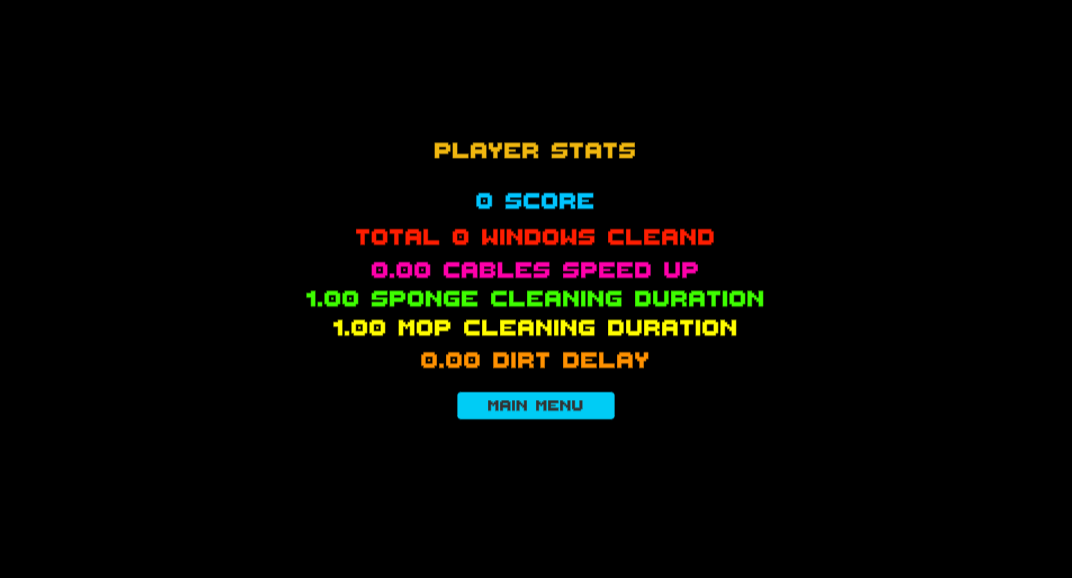 PLAYER STATS
0 SCORE
TOTAL 0 WINDOWS CLEAND
0.00 CABLES SPEED UP
1.00 SPONGE CLEANING DURATION
1.00 MOP CLEANING DURATION
0.00 DIRT DELAY
MAIN MENU